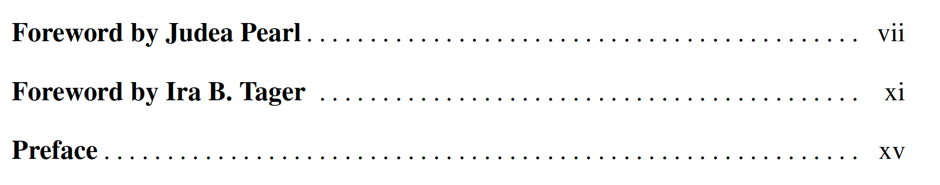 Foreword by Judea Pearl . . . . . . . . . . . . . . . . . . . . . . . . . . . . . . . . . . . . . . . . . . . . vii
Foreword by Ira B. Tager . . . . . . . . . . . . . . . . . . . . . . . . . . . . . . . . . . . . . . . . . . . xi
Preface . . . . . . . . . . . . . . . . . . . . . . . . . . . . . . . . . . . . . . . . . . . . . . . . . . . . . . . . . . . . xv